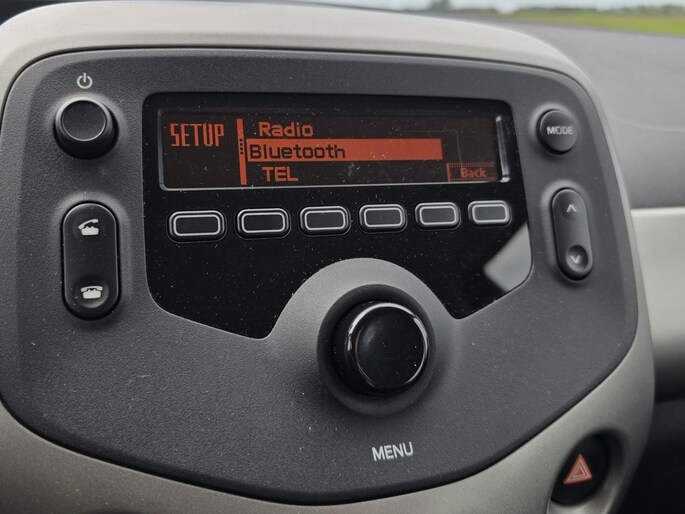 SETUP
Radio
Bluetooth
TEL
Back
MODE
MENU